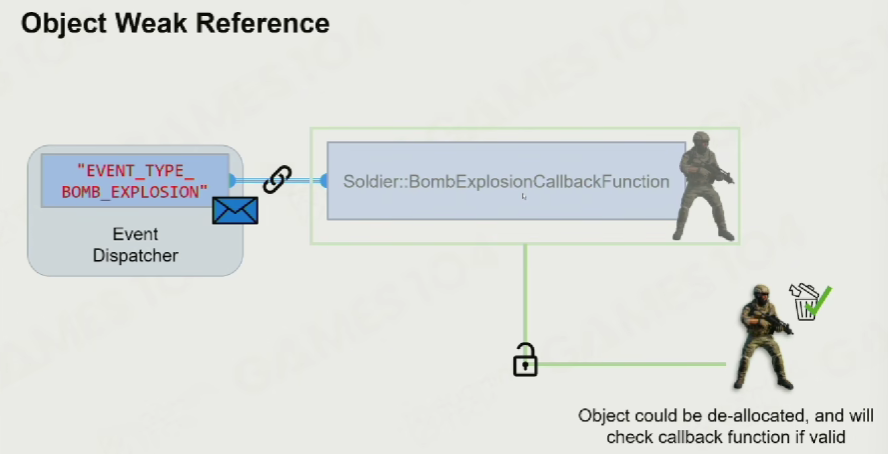 Object Weak Reference
"EVENT_TYPE_
BOMB_EXPLOSION"
Event
Dispatcher
Soldier::BombExplosionCallbackFunction
Object could be de-allocated, and will
check callback function if valid